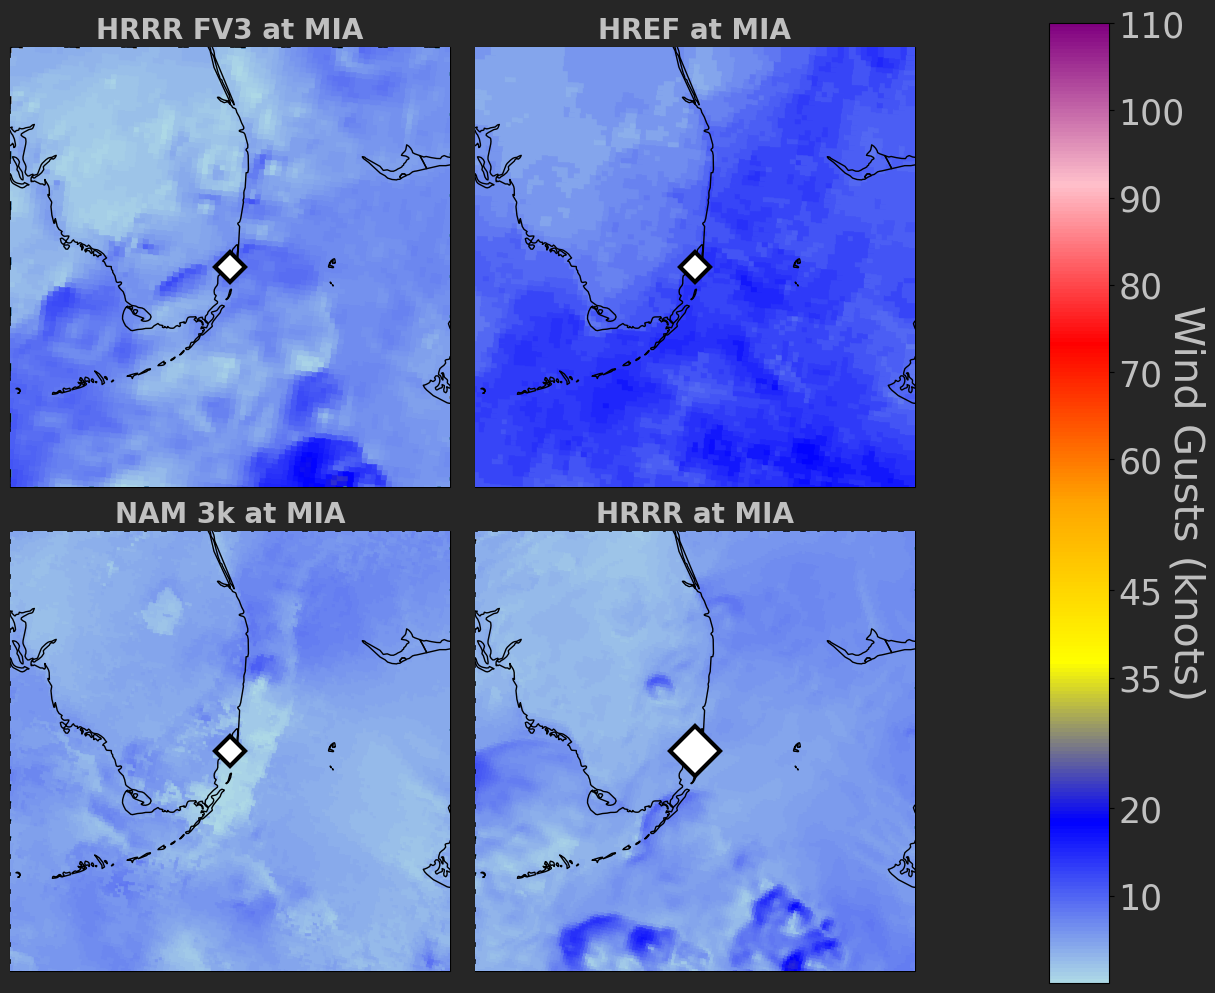 HRRR FV3 at MIA
HREF at MIA
NAM 3k at MIA
HRRR at MIA
110
100
90
80
70
60
45
35
20
10
Wind Gusts (knots)